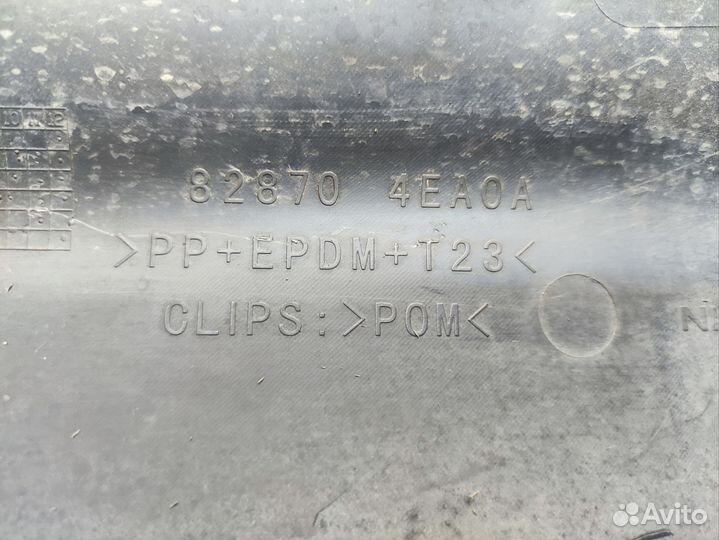 82870 4EA0A
>PP+EPDM+T23<
CLIPS:>POM<
Avito